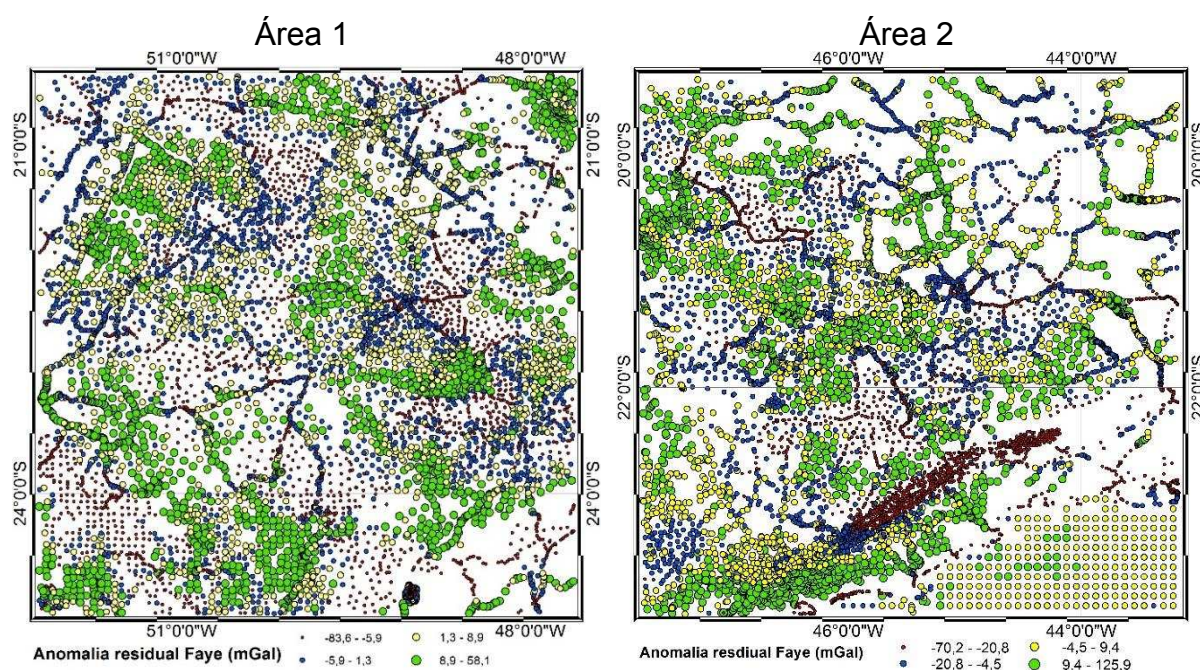 Área 1
Área 2
51°0'0"W 48°0'0"W
46°0'0"W 44°0'0"W
21°0'0"S 21°0'0"S
20°0'0"S 20°0'0"S
22°0'0"S 22°0'0"S
24°0'0"S 24°0'0"S
51°0'0"W 48°0'0"W
46°0'0"W 44°0'0"W
Anomalia residual Faye (mGal)
-83,6 - -5,9 1,3 - 8,9
-5,9 - 1,3 8,9 - 58,1
Anomalia resdiual Faye (mGal)
-70,2 - -20,8 -4,5 - 9,4
-20,8 - -4,5 9,4 - 125,9